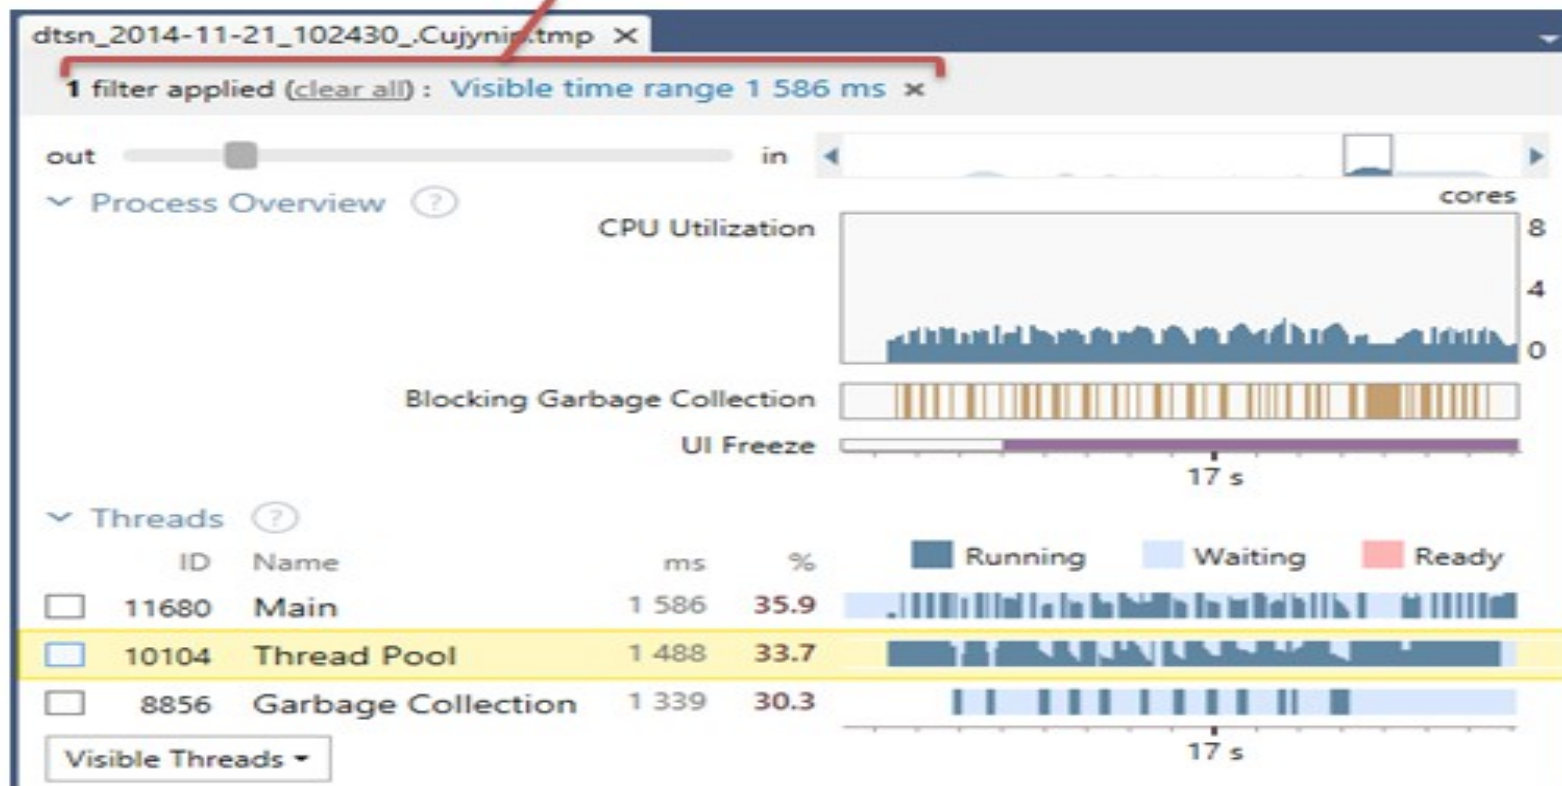 dtsn_2014-11-21_102430_.Cujynip.tmp ×
1 filter applied (clear all) : Visible time range 1 586 ms ×
out in
Process Overview ?
cores
CPU Utilization 8
4
0
Blocking Garbage Collection
UI Freeze
17 s
Threads ?
ID Name ms % Running Waiting Ready
11680 Main 1 586 35.9
10104 Thread Pool 1 488 33.7
8856 Garbage Collection 1 339 30.3
Visible Threads
17 s